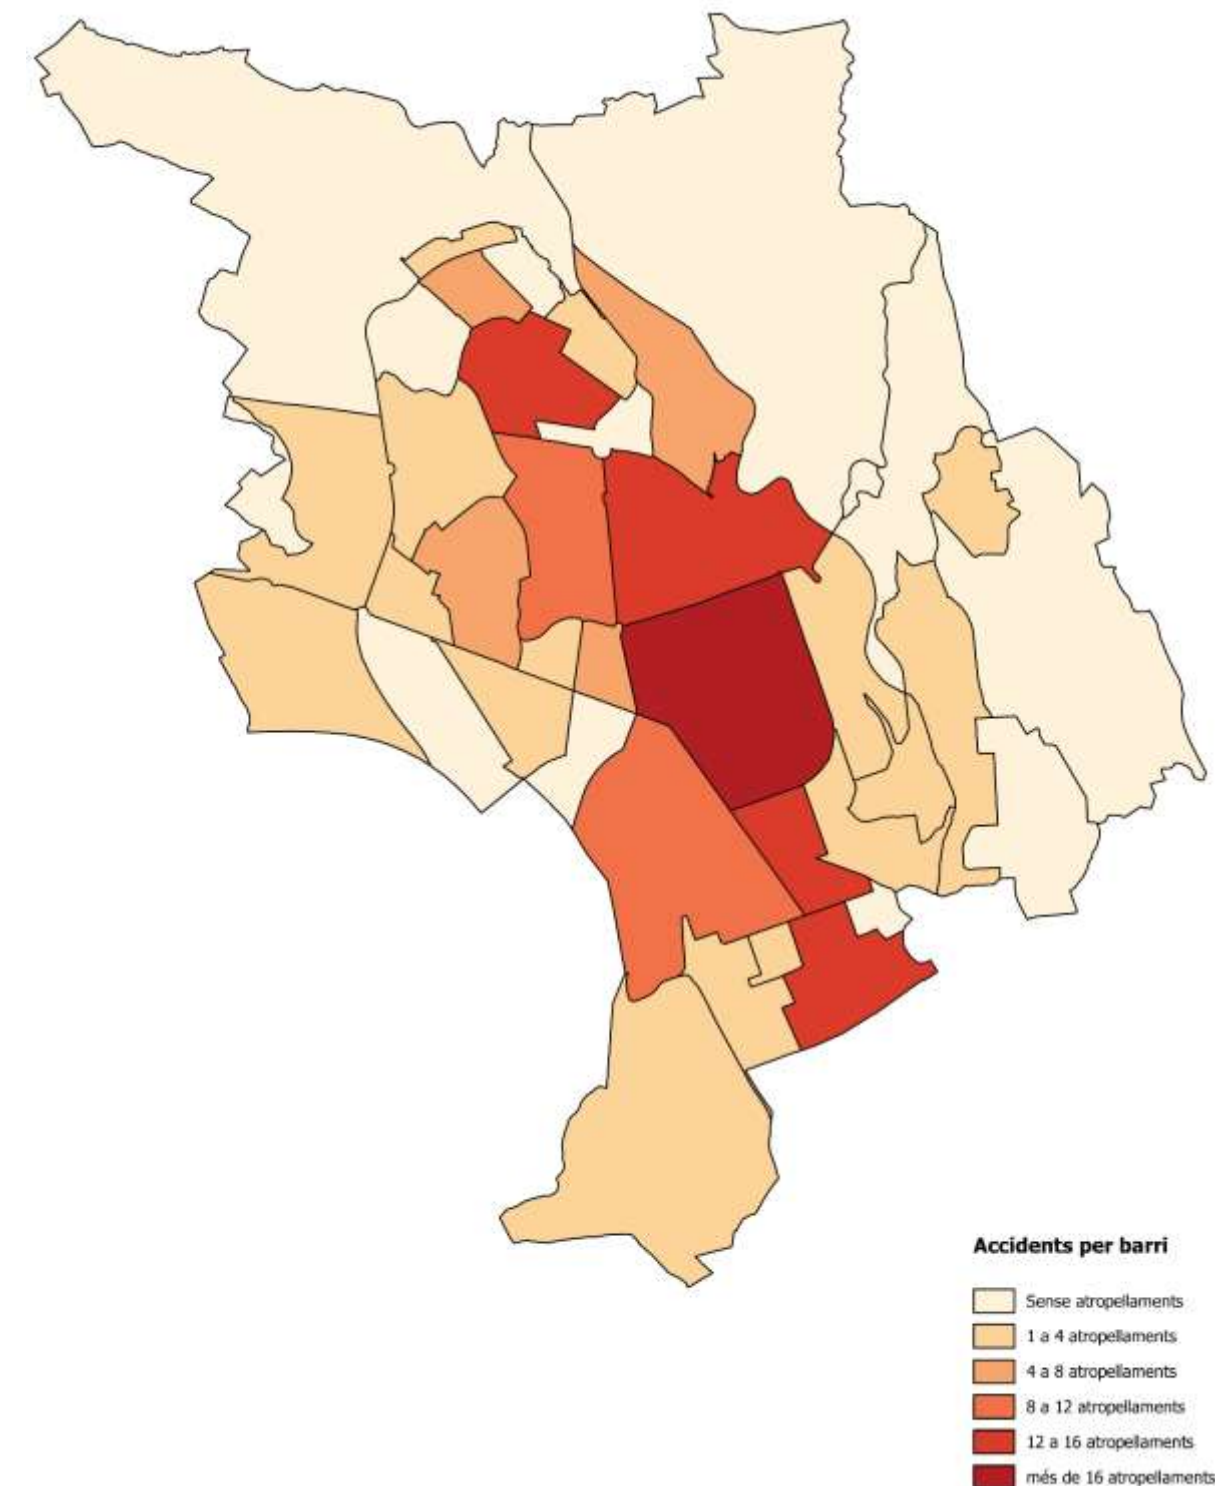 Accidents per barri
Sense atropellaments
1 a 4 atropellaments
4 a 8 atropellaments
8 a 12 atropellaments
12 a 16 atropellaments
més de 16 atropellaments